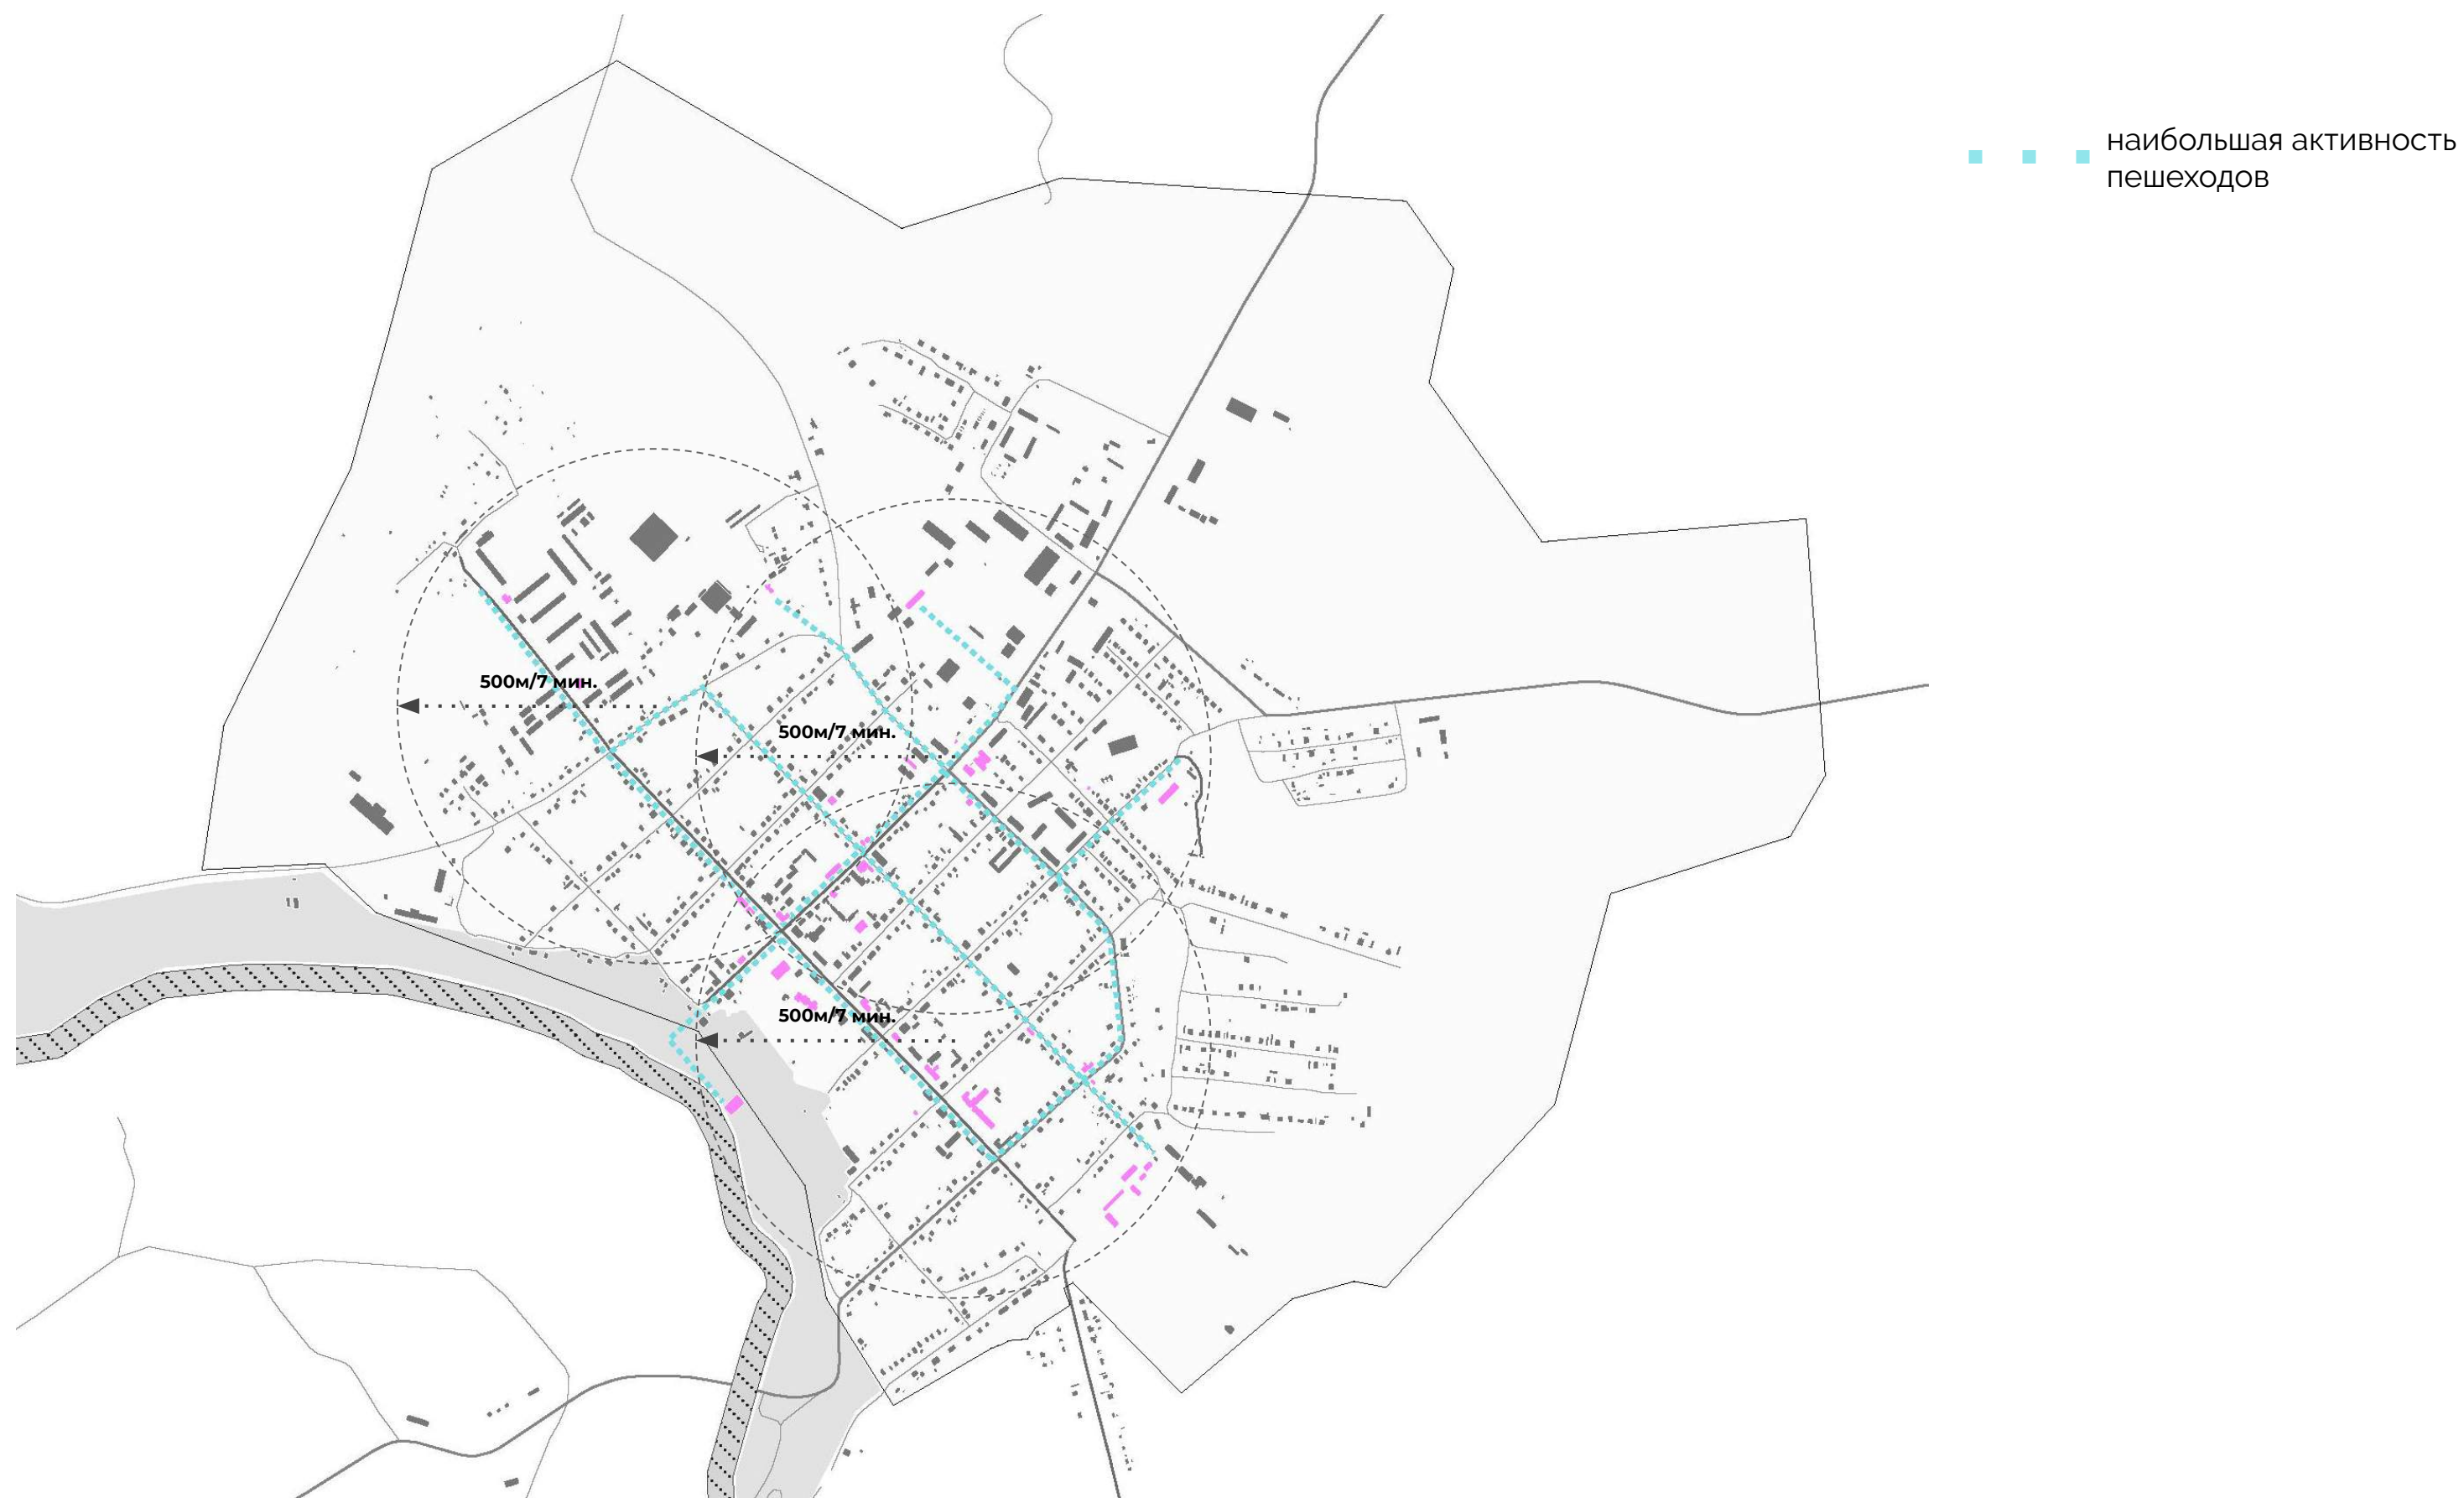 наибольшая активность
пешеходов
500м/7 мин.
500м/7 мин.
500м/7 мин.